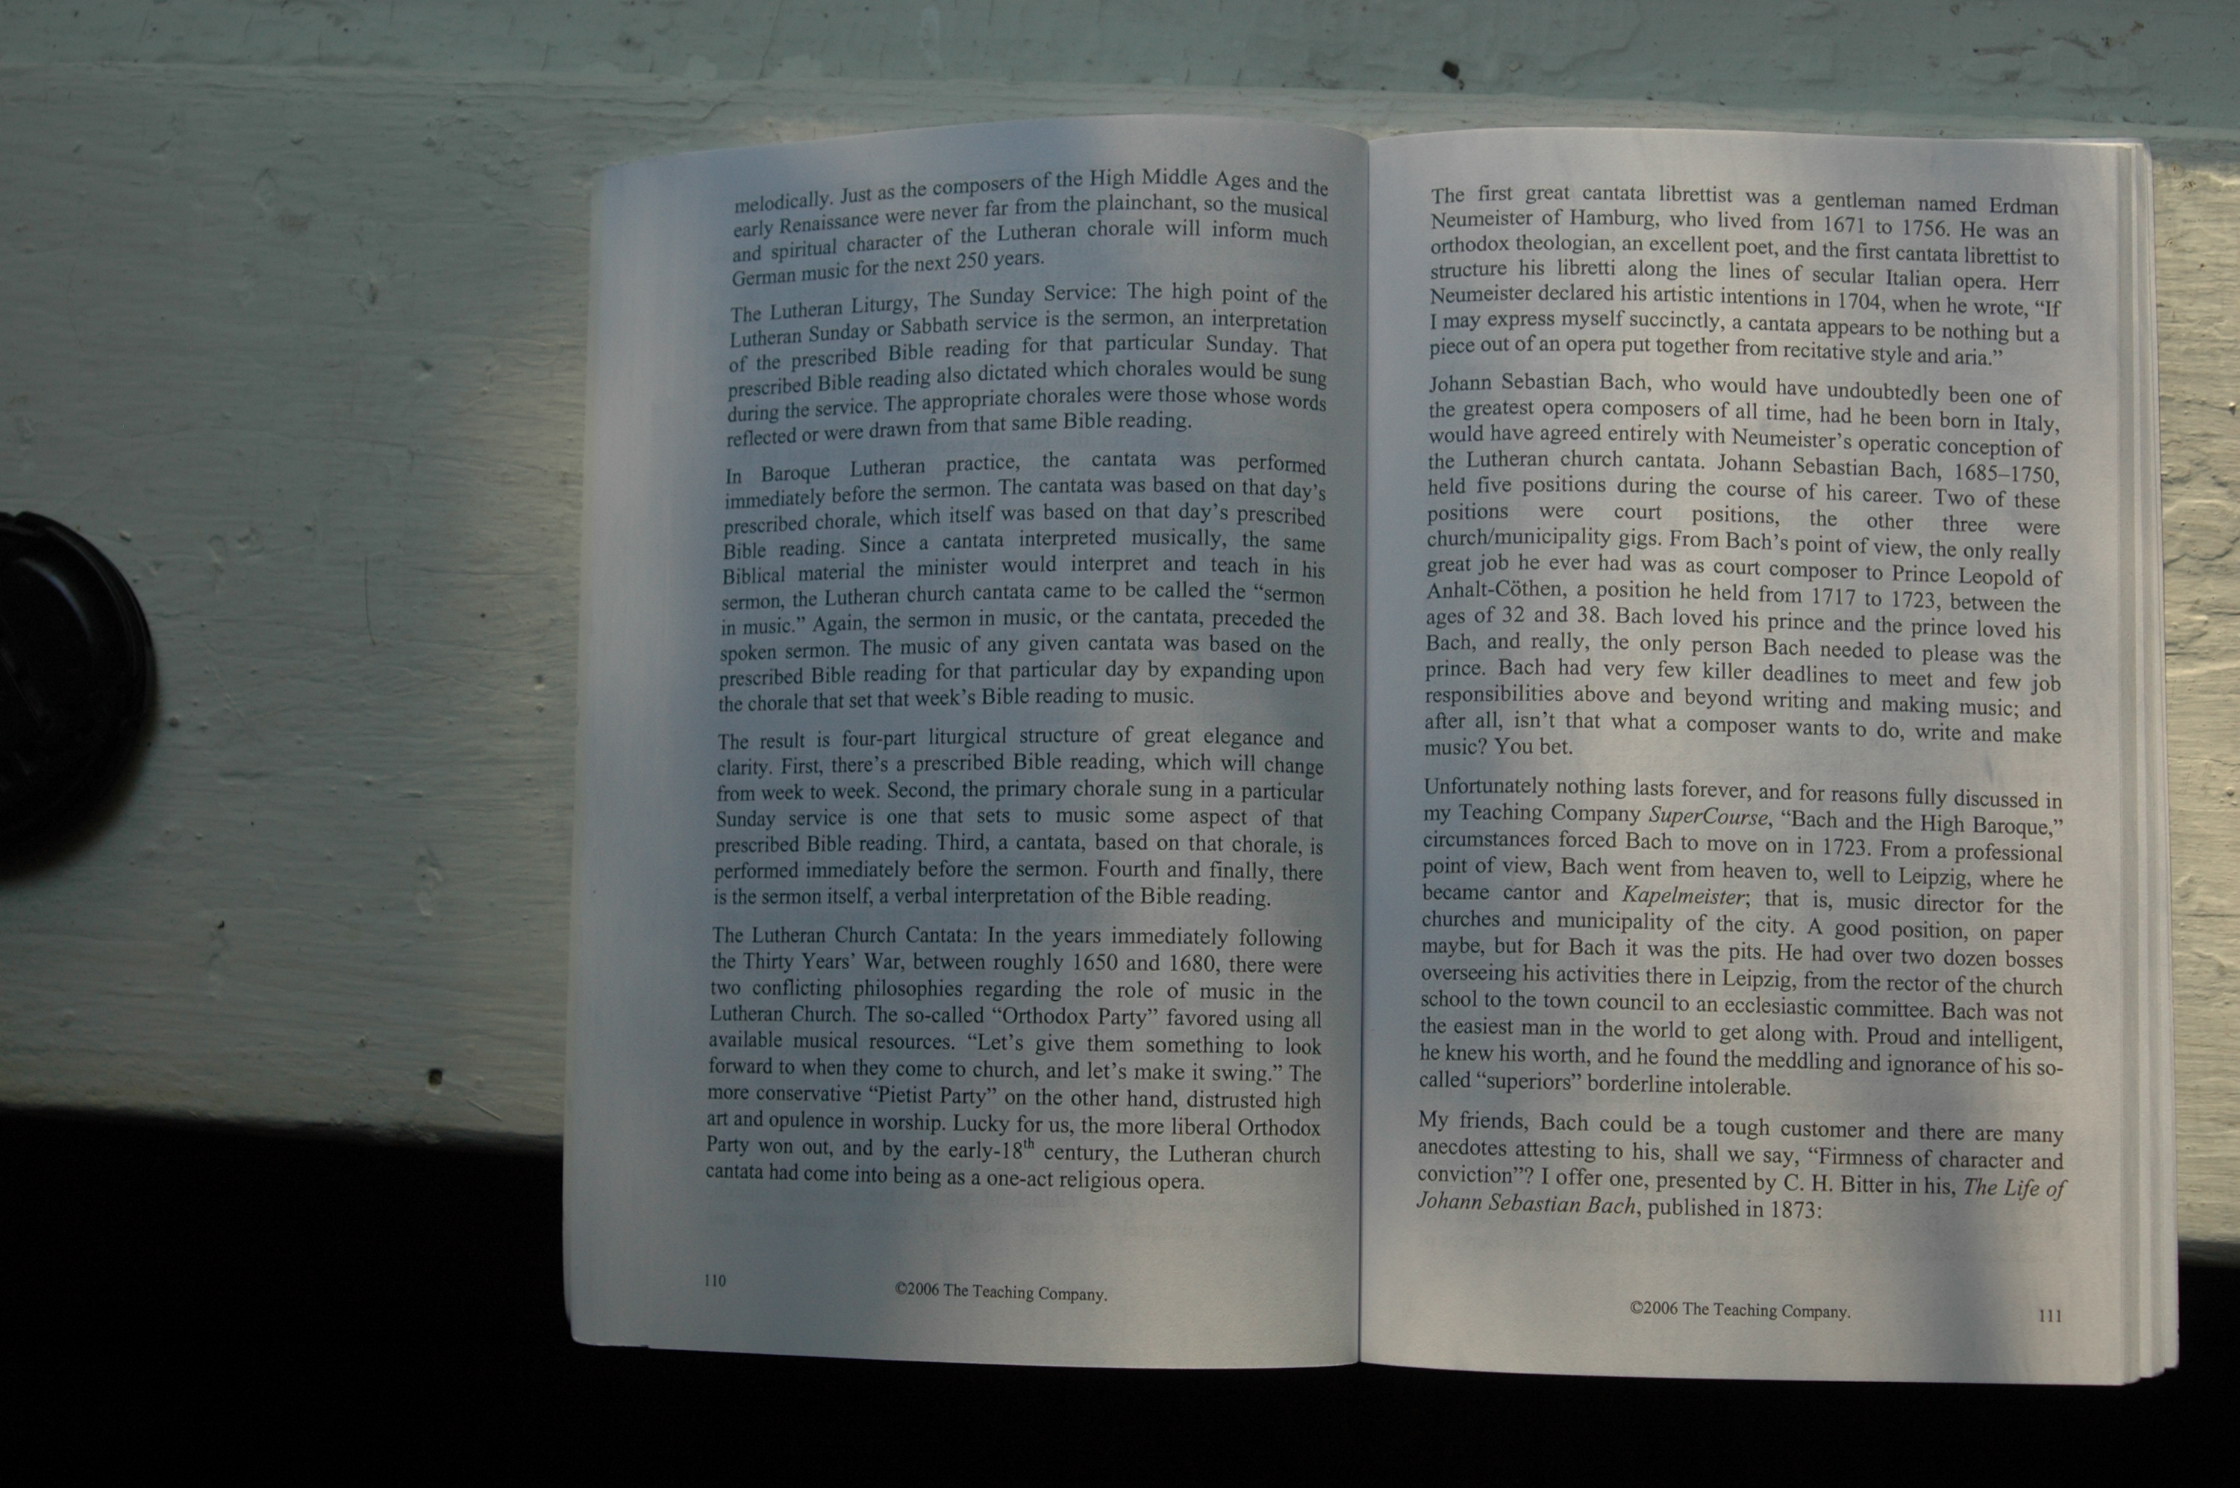 melodically. Just as the composers of the High Middle Ages and the
early Renaissance were never far from the plainchant, so the musical
and spiritual character of the Lutheran chorale will inform much
German music for the next 250 years.
The Lutheran Liturgy, The Sunday Service: The high point of the
Lutheran Sunday or Sabbath service is the sermon, an interpretation
of the prescribed Bible reading for that particular Sunday. That
prescribed Bible reading also dictated which chorales would be sung
during the service. The appropriate chorales were those whose words
reflected or were drawn from that same Bible reading.
In Baroque Lutheran practice, the cantata was performed
immediately before the sermon. The cantata was based on that day's
prescribed chorale, which itself was based on that day's prescribed
Bible reading. Since a cantata interpreted musically, the same
Biblical material the minister would interpret and teach in his
sermon, the Lutheran church cantata came to be called the “sermon
in music.” Again, the sermon in music, or the cantata, preceded the
spoken sermon. The music of any given cantata was based on the
prescribed Bible reading for that particular day by expanding upon
the chorale that set that week's Bible reading to music.
The result is four-part liturgical structure of great elegance and
clarity. First, there's a prescribed Bible reading, which will change
from week to week. Second, the primary chorale sung in a particular
Sunday service is one that sets to music some aspect of that
prescribed Bible reading. Third, a cantata, based on that chorale, is
performed immediately before the sermon. Fourth and finally, there
is the sermon itself, a verbal interpretation of the Bible reading.
The Lutheran Church Cantata: In the years immediately following
the Thirty Years' War, between roughly 1650 and 1680, there were
two conflicting philosophies regarding the role of music in the
Lutheran Church. The so-called “Orthodox Party” favored using all
available musical resources. “Let's give them something to look
forward to when they come to church, and let's make it swing.” The
more conservative “Pietist Party” on the other hand, distrusted high
art and opulence in worship. Lucky for us, the more liberal Orthodox
Party won out, and by the early-18th century, the Lutheran church
cantata had come into being as a one-act religious opera.
110
©2006 The Teaching Company.
The first great cantata librettist was a gentleman named Erdman
Neumeister of Hamburg, who lived from 1671 to 1756. He was an
orthodox theologian, an excellent poet, and the first cantata librettist to
structure his libretti along the lines of secular Italian opera. Herr
Neumeister declared his artistic intentions in 1704, when he wrote, “If
I may express myself succinctly, a cantata appears to be nothing but a
piece out of an opera put together from recitative style and aria.”
Johann Sebastian Bach, who would have undoubtedly been one of
the greatest opera composers of all time, had he been born in Italy,
would have agreed entirely with Neumeister's operatic conception of
the Lutheran church cantata. Johann Sebastian Bach, 1685–1750,
held five positions during the course of his career. Two of these
positions were court positions, the other three were
church/municipality gigs. From Bach's point of view, the only really
great job he ever had was as court composer to Prince Leopold of
Anhalt-Cöthen, a position he held from 1717 to 1723, between the
ages of 32 and 38. Bach loved his prince and the prince loved his
Bach, and really, the only person Bach needed to please was the
prince. Bach had very few killer deadlines to meet and few job
responsibilities above and beyond writing and making music; and
after all, isn't that what a composer wants to do, write and make
music? You bet.
Unfortunately nothing lasts forever, and for reasons fully discussed in
my Teaching Company SuperCourse, “Bach and the High Baroque,”
circumstances forced Bach to move on in 1723. From a professional
point of view, Bach went from heaven to, well to Leipzig, where he
became cantor and Kapelmeister; that is, music director for the
churches and municipality of the city. A good position, on paper
maybe, but for Bach it was the pits. He had over two dozen bosses
overseeing his activities there in Leipzig, from the rector of the church
school to the town council to an ecclesiastic committee. Bach was not
the easiest man in the world to get along with. Proud and intelligent,
he knew his worth, and he found the meddling and ignorance of his so-
called “superiors” borderline intolerable.
My friends, Bach could be a tough customer and there are many
anecdotes attesting to his, shall we say, “Firmness of character and
conviction”? I offer one, presented by C. H. Bitter in his, The Life of
Johann Sebastian Bach, published in 1873:
©2006 The Teaching Company.
111